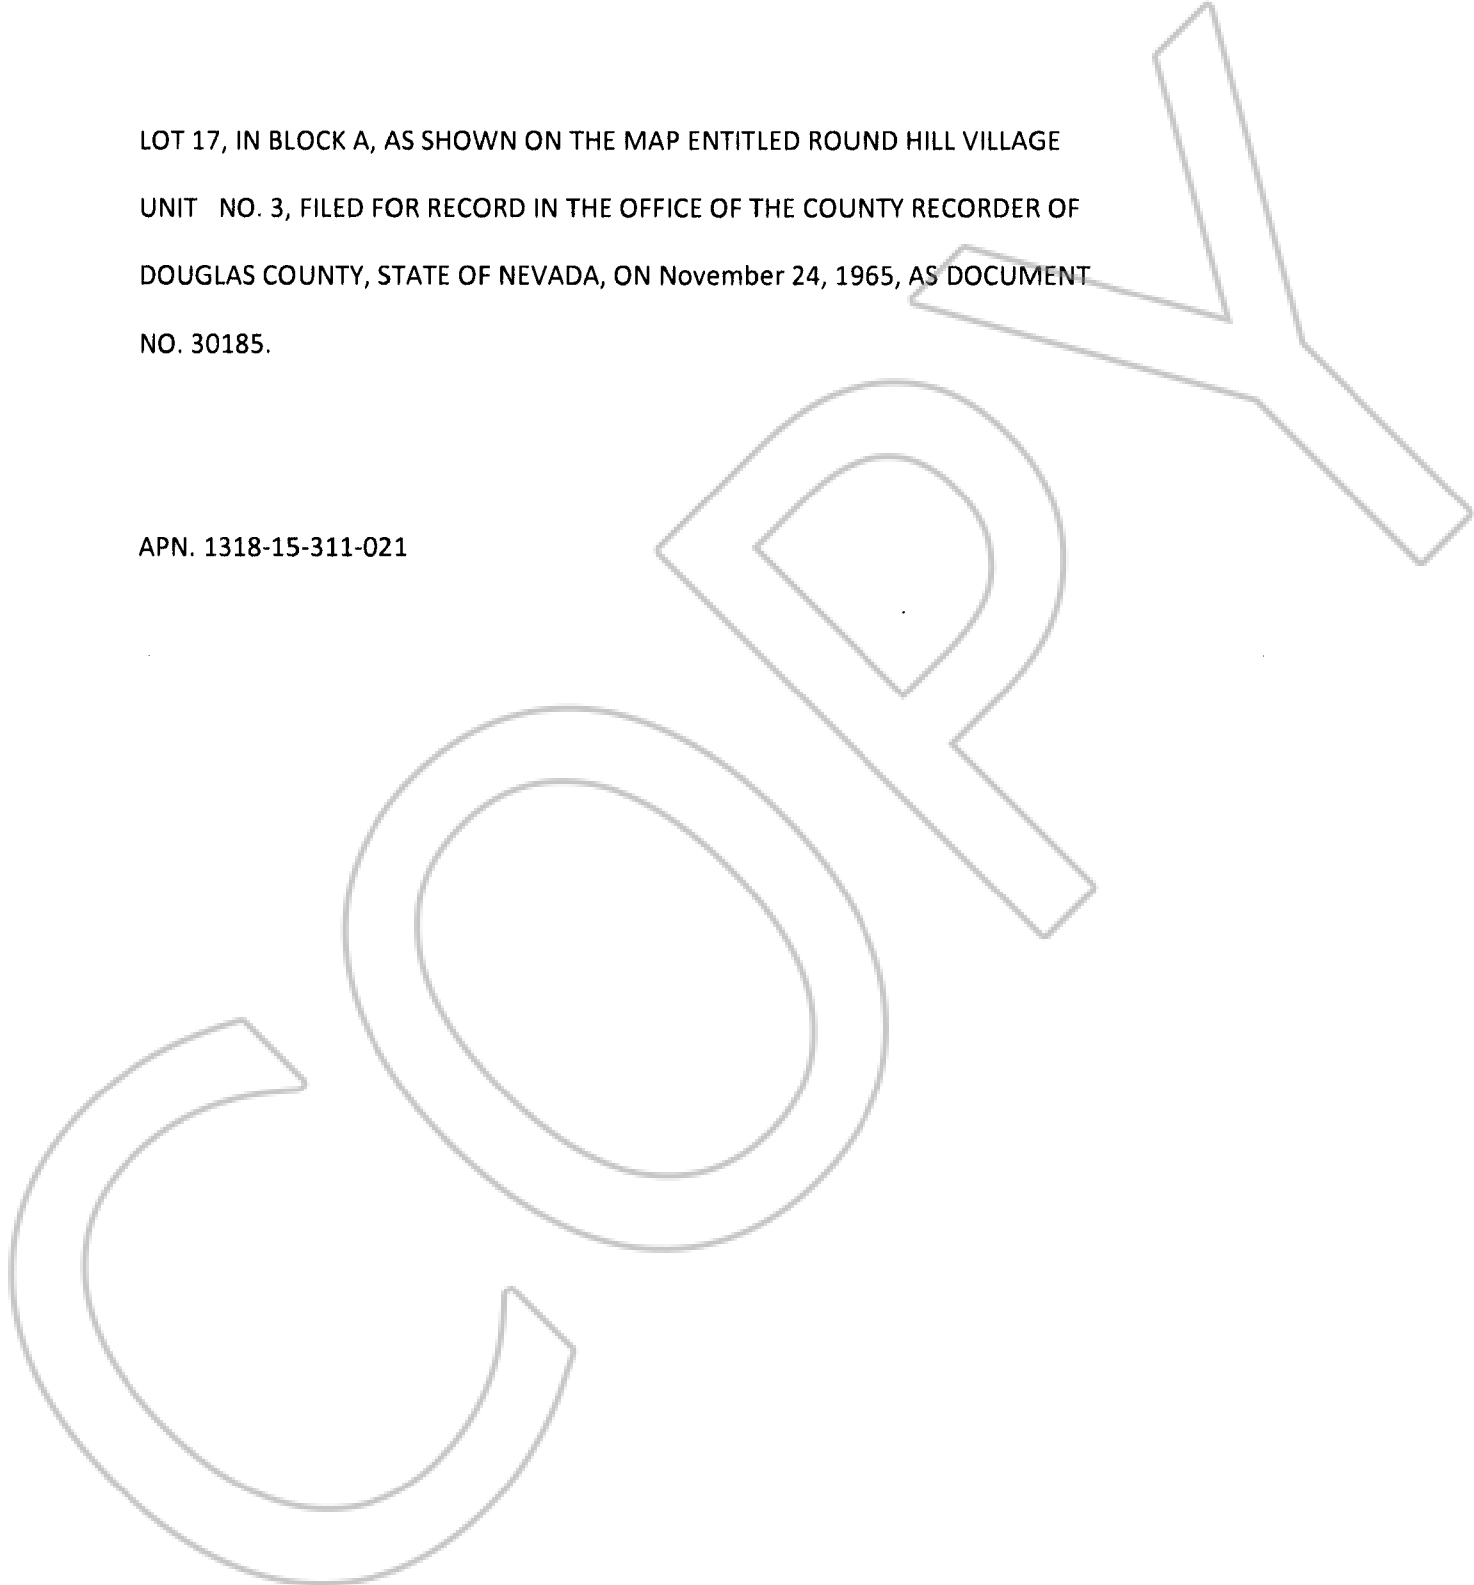 LOT 17, IN BLOCK A, AS SHOWN ON THE MAP ENTITLED ROUND HILL VILLAGE
UNIT   NO. 3, FILED FOR RECORD IN THE OFFICE OF THE COUNTY RECORDER OF
DOUGLAS COUNTY, STATE OF NEVADA, ON November 24, 1965, AS DOCUMENT
NO. 30185.
APN. 1318-15-311-021
COPY